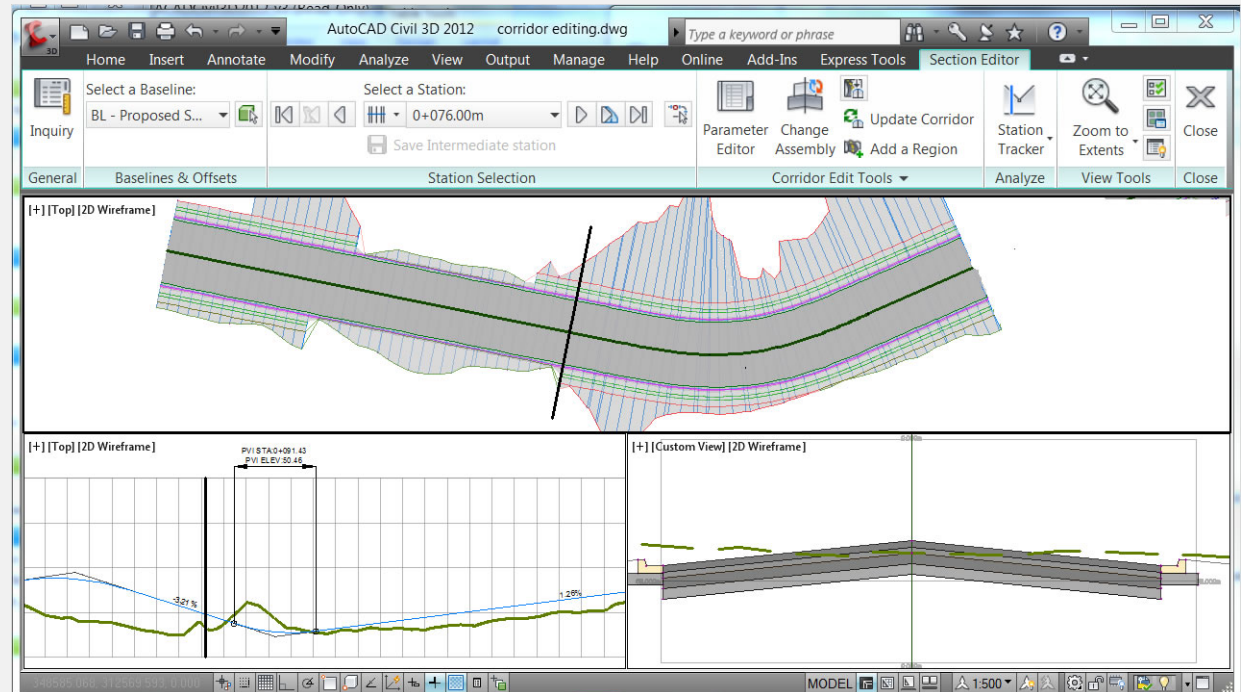 AutoCAD Civil 3D 2012 corridor editing.dwg
Type a keyword or phrase
3D
Home Insert Annotate Modify Analyze View Output Manage Help Online Add-Ins Express Tools Section Editor
Inquiry
Select a Baseline:
BL - Proposed S...
Select a Station:
0+076.00m
Save Intermediate station
Parameter Editor
Change Assembly
Update Corridor
Add a Region
Station Tracker
Zoom to Extents
Close
General Baselines & Offsets Station Selection Corridor Edit Tools Analyze View Tools Close
[+] [Top] [2D Wireframe]
[+] [Top] [2D Wireframe]
PVI STA:0+091.43
PVI ELEV:50.46
-3.21%
1.26%
[+] [Custom View] [2D Wireframe]
MODEL
1:500